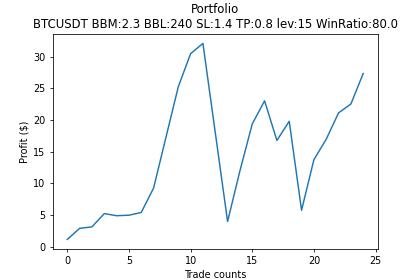 Portfolio
BTCUSDT BBM:2.3 BBL:240 SL:1.4 TP:0.8 lev:15 WinRatio:80.0
30
25
20
15
10
5
0
Profit ($)
0 5 10 15 20 25
Trade counts